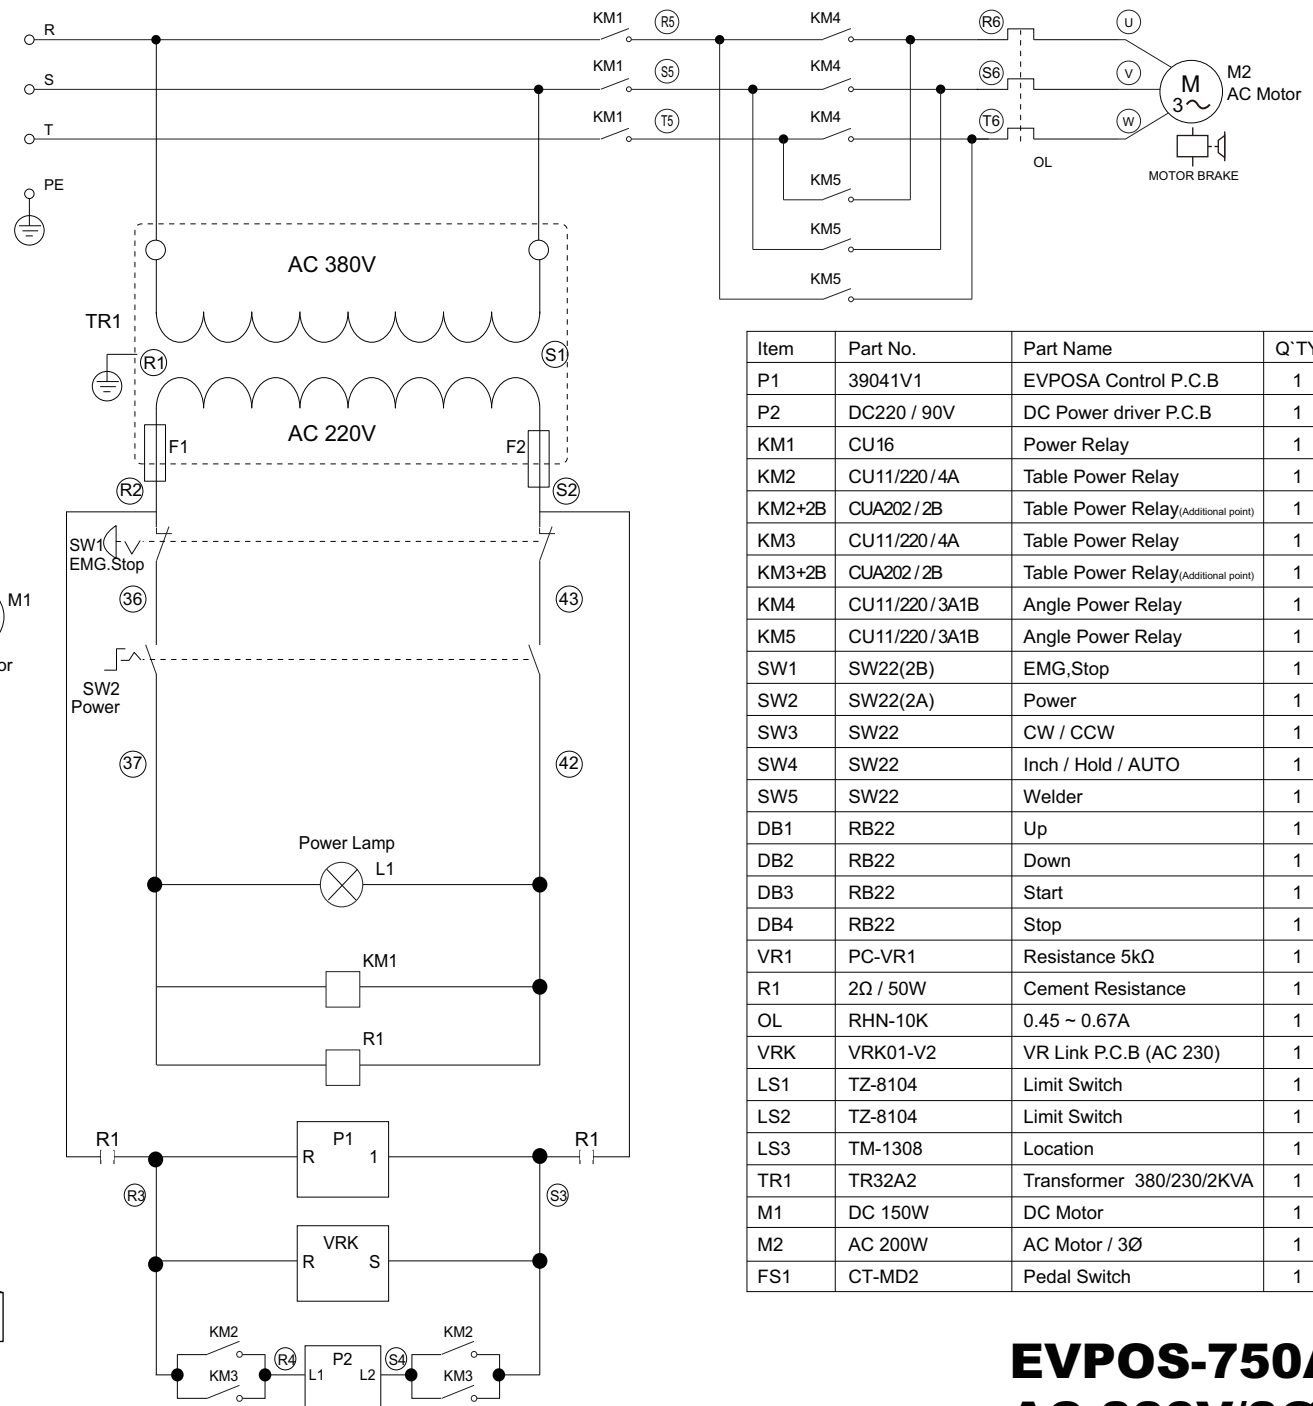 R
KM1
R5
KM4
R6
U
S
KM1
S5
KM4
S6
V
M
3
M2
AC Motor
T
KM1
T5
KM4
T6
W
OL
MOTOR BRAKE
PE
KM5
KM5
KM5
AC 380V
TR1
R1
S1
AC 220V
F1
F2
R2
S2
SW1
EMG.Stop
36
43
M1
or
SW2
Power
37
42
Power Lamp
L1
KM1
R1
R1
P1
R 1
R1
R3
S3
VRK
R S
KM2
KM2
R4
P2
S4
KM3
L1 L2
KM3
Item Part No. Part Name Q`TY
P1 39041V1 EVPOSA Control P.C.B 1
P2 DC220 / 90V DC Power driver P.C.B 1
KM1 CU16 Power Relay 1
KM2 CU11/220/4A Table Power Relay 1
KM2+2B CUA202/2B Table Power Relay(Additional point) 1
KM3 CU11/220/4A Table Power Relay 1
KM3+2B CUA202/2B Table Power Relay(Additional point) 1
KM4 CU11/220/3A1B Angle Power Relay 1
KM5 CU11/220/3A1B Angle Power Relay 1
SW1 SW22(2B) EMG,Stop 1
SW2 SW22(2A) Power 1
SW3 SW22 CW / CCW 1
SW4 SW22 Inch / Hold / AUTO 1
SW5 SW22 Welder 1
DB1 RB22 Up 1
DB2 RB22 Down 1
DB3 RB22 Start 1
DB4 RB22 Stop 1
VR1 PC-VR1 Resistance 5kΩ 1
R1 2Ω / 50W Cement Resistance 1
OL RHN-10K 0.45 ~ 0.67A 1
VRK VRK01-V2 VR Link P.C.B (AC 230) 1
LS1 TZ-8104 Limit Switch 1
LS2 TZ-8104 Limit Switch 1
LS3 TM-1308 Location 1
TR1 TR32A2 Transformer 380/230/2KVA 1
M1 DC 150W DC Motor 1
M2 AC 200W AC Motor / 3Ø 1
FS1 CT-MD2 Pedal Switch 1
EVPOS-750A